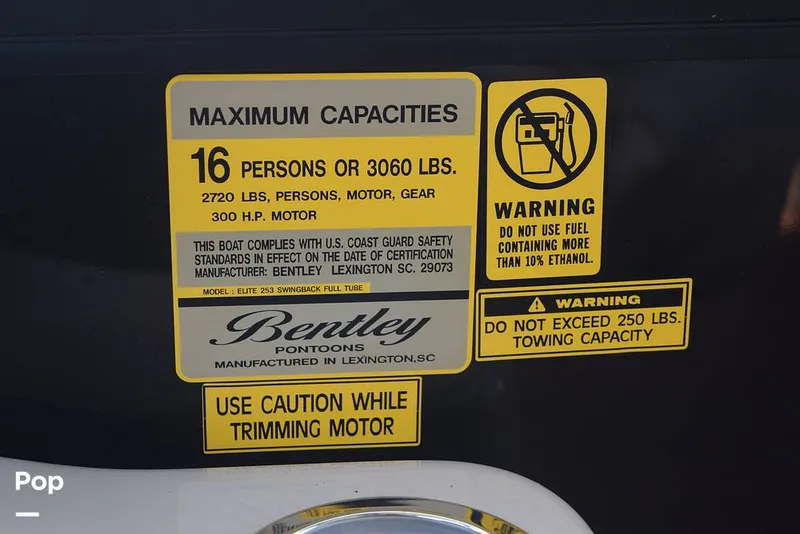 MAXIMUM CAPACITIES
16 PERSONS OR 3060 LBS.
2720 LBS, PERSONS, MOTOR, GEAR
300 H.P. MOTOR
THIS BOAT COMPLIES WITH U.S. COAST GUARD SAFETY
STANDARDS IN EFFECT ON THE DATE OF CERTIFICATION
MANUFACTURER: BENTLEY LEXINGTON SC. 29073
MODEL: ELITE 253 SWINGBACK FULL TUBE
Bentley
PONTOONS
MANUFACTURED IN LEXINGTON,SC
WARNING
DO NOT USE FUEL
CONTAINING MORE
THAN 10% ETHANOL.
WARNING
DO NOT EXCEED 250 LBS.
TOWING CAPACITY
USE CAUTION WHILE
TRIMMING MOTOR
Pop